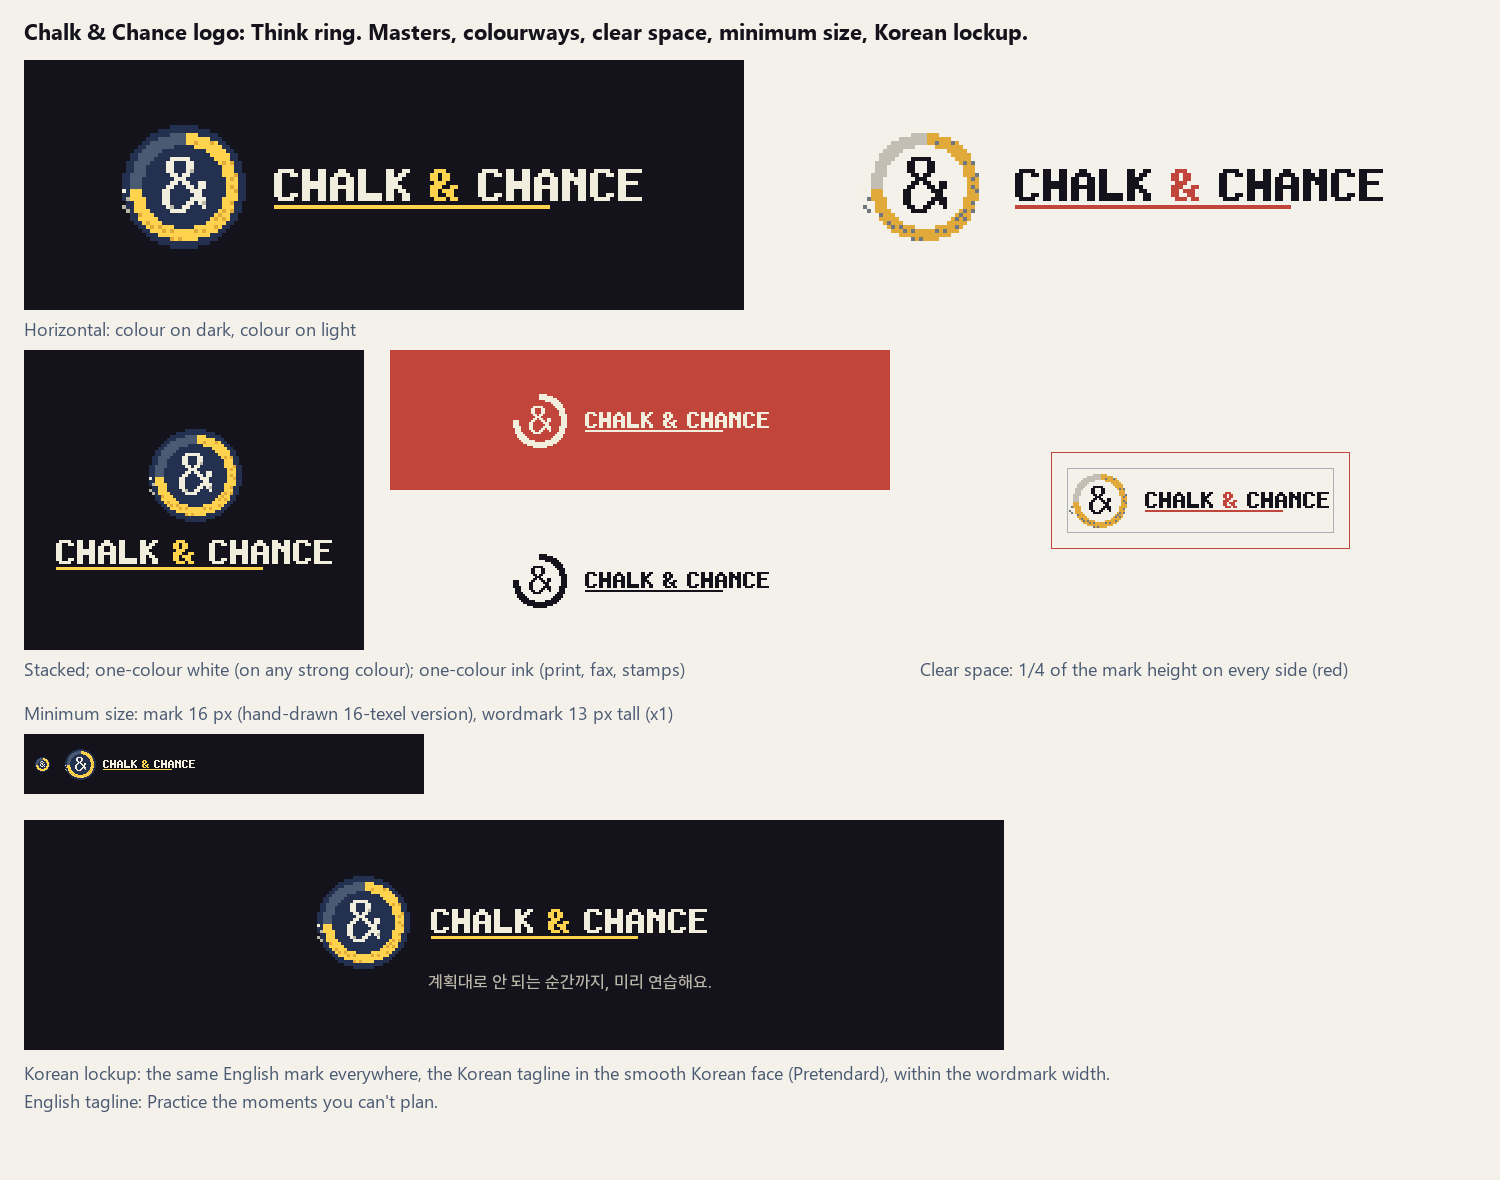 Chalk & Chance logo: Think ring. Masters, colourways, clear space, minimum size, Korean lockup.
& CHALK & CHANCE
& CHALK & CHANCE
Horizontal: colour on dark, colour on light
&
CHALK & CHANCE
& CHALK & CHANCE
& CHALK & CHANCE
& CHALK & CHANCE
Stacked; one-colour white (on any strong colour); one-colour ink (print, fax, stamps)
Clear space: 1/4 of the mark height on every side (red)
Minimum size: mark 16 px (hand-drawn 16-texel version), wordmark 13 px tall (x1)
& & CHALK & CHANCE
& CHALK & CHANCE
계획대로 안 되는 순간까지, 미리 연습해요.
Korean lockup: the same English mark everywhere, the Korean tagline in the smooth Korean face (Pretendard), within the wordmark width.
English tagline: Practice the moments you can't plan.